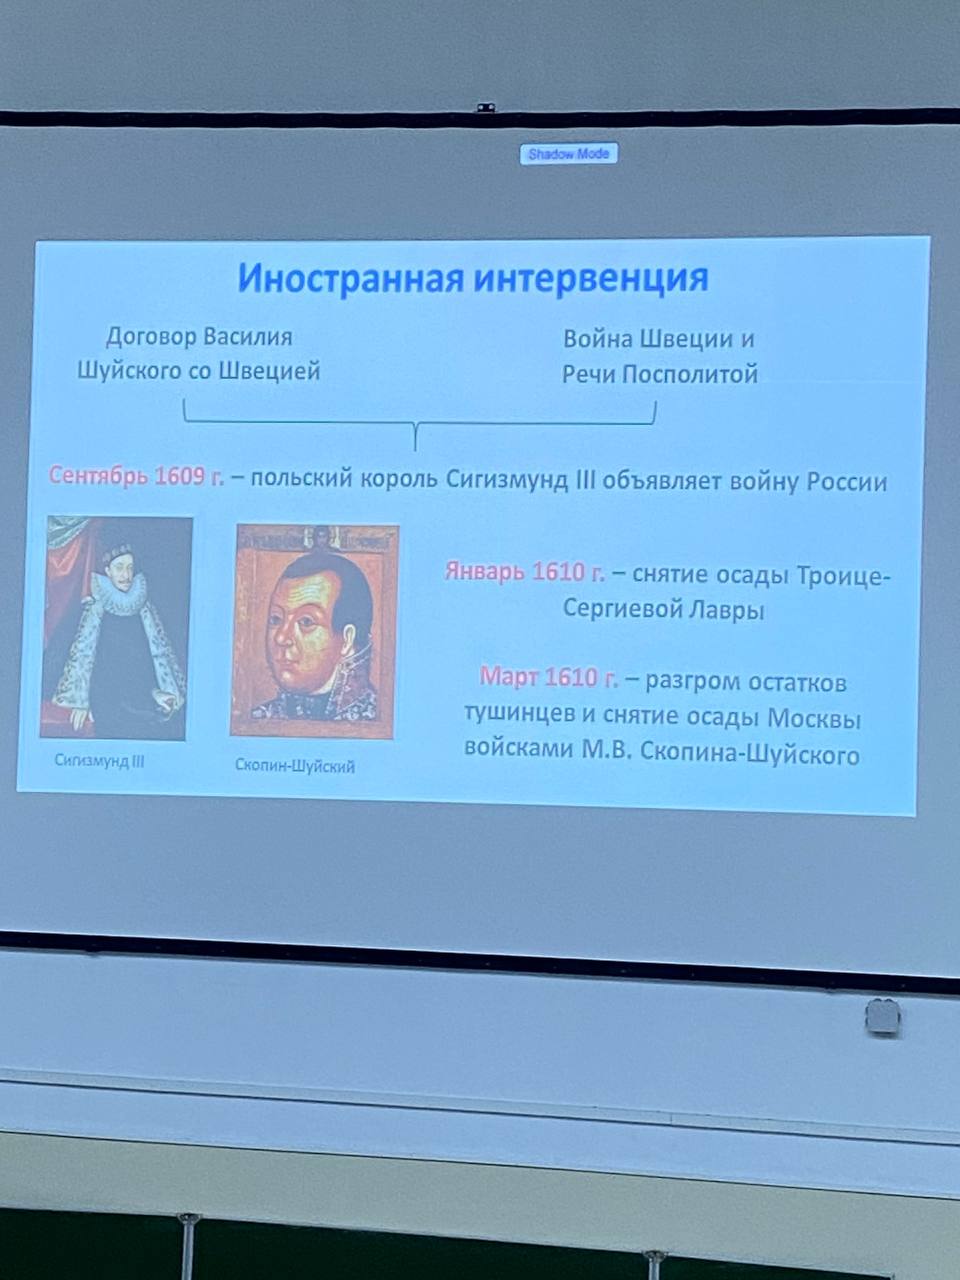 Shadow Mode
Иностранная интервенция
Договор Василия
Шуйского со Швецией
Война Швеции и
Речи Посполитой
Сентябрь 1609 г. – польский король Сигизмунд III объявляет войну России
Январь 1610 г. – снятие осады Троице-
Сергиевой Лавры
Март 1610 г. – разгром остатков
тушинцев и снятие осады Москвы
войсками М.В. Скопина-Шуйского
Сигизмунд III
Скопин-Шуйский